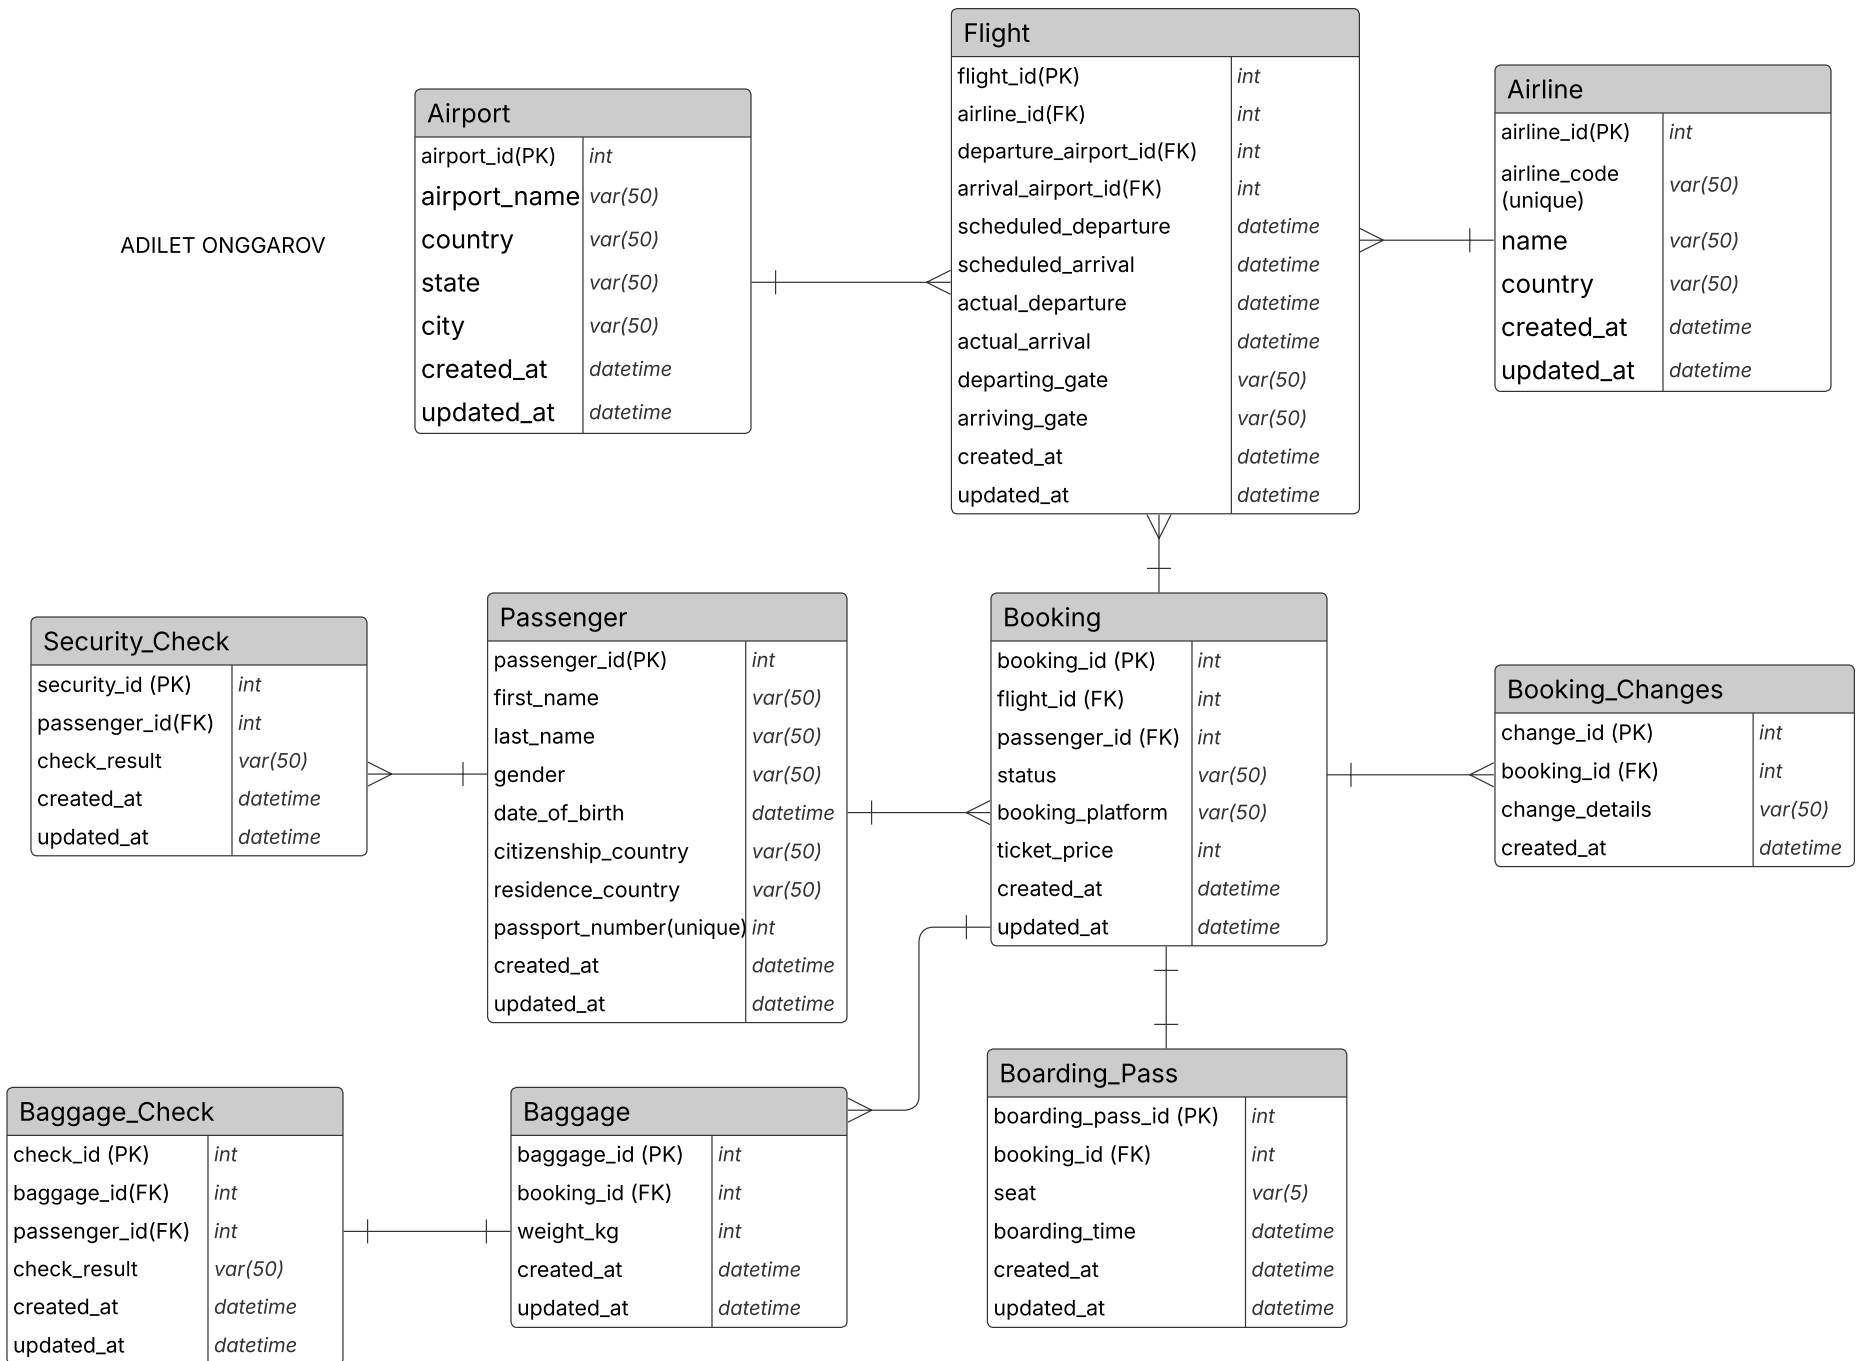 Flight
flight_id(PK) int
airline_id(FK) int
departure_airport_id(FK) int
arrival_airport_id(FK) int
scheduled_departure datetime
scheduled_arrival datetime
actual_departure datetime
actual_arrival datetime
departing_gate var(50)
arriving_gate var(50)
created_at datetime
updated_at datetime
Airline
airline_id(PK) int
airline_code
(unique) var(50)
name var(50)
country var(50)
created_at datetime
updated_at datetime
Airport
airport_id(PK) int
airport_name var(50)
country var(50)
state var(50)
city var(50)
created_at datetime
updated_at datetime
ADILET ONGGAROV
Security_Check
security_id (PK) int
passenger_id(FK) int
check_result var(50)
created_at datetime
updated_at datetime
Passenger
passenger_id(PK) int
first_name var(50)
last_name var(50)
gender var(50)
date_of_birth datetime
citizenship_country var(50)
residence_country var(50)
passport_number(unique) int
created_at datetime
updated_at datetime
Booking
booking_id (PK) int
flight_id (FK) int
passenger_id (FK) int
status var(50)
booking_platform var(50)
ticket_price int
created_at datetime
updated_at datetime
Booking_Changes
change_id (PK) int
booking_id (FK) int
change_details var(50)
created_at datetime
Baggage_Check
check_id (PK) int
baggage_id(FK) int
passenger_id(FK) int
check_result var(50)
created_at datetime
updated_at datetime
Baggage
baggage_id (PK) int
booking_id (FK) int
weight_kg int
created_at datetime
updated_at datetime
Boarding_Pass
boarding_pass_id (PK) int
booking_id (FK) int
seat var(5)
boarding_time datetime
created_at datetime
updated_at datetime